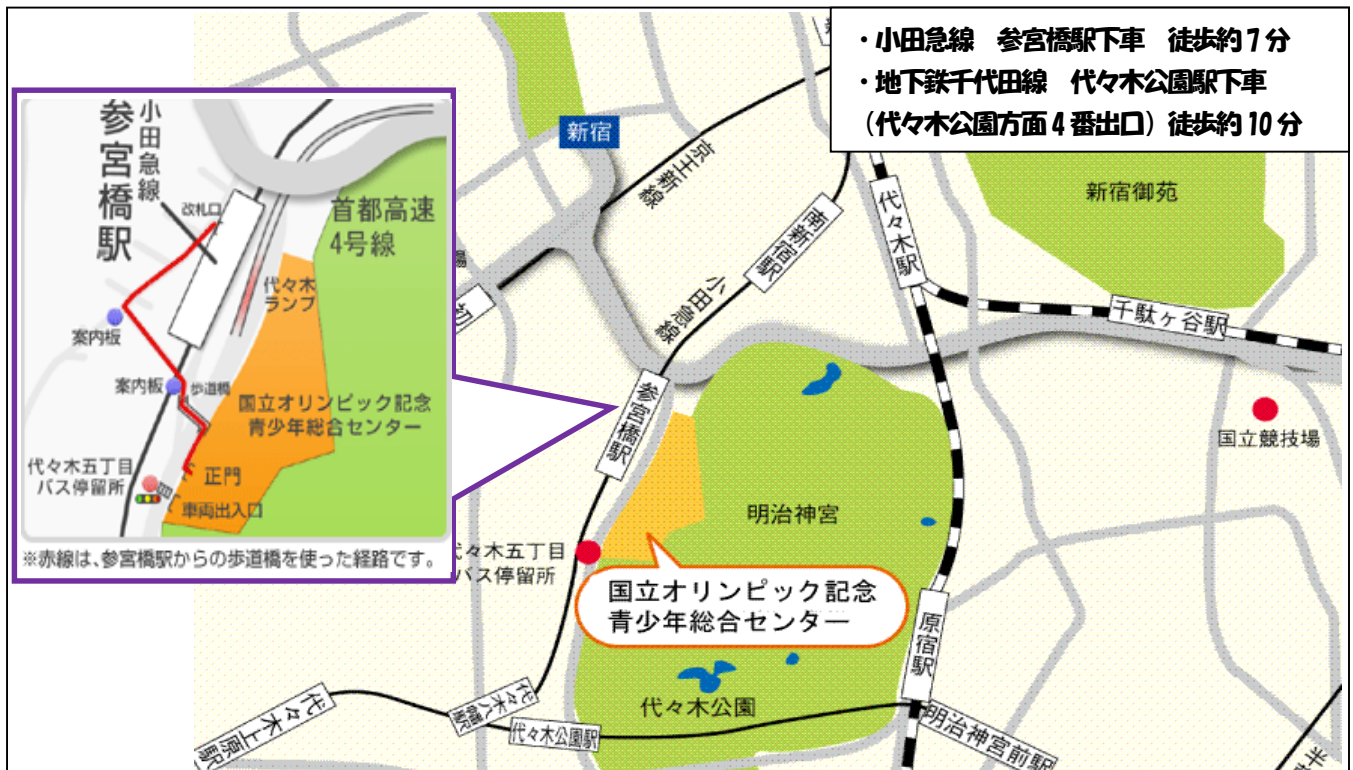 ・小田急線　参宮橋駅下車　徒歩約7分
・地下鉄千代田線　代々木公園駅下車
（代々木公園方面4番出口）徒歩約10分
小田急線
参宮橋駅
改札口
首都高速
4号線
代々木
ランプ
案内板
案内板
歩道橋
国立オリンピック記念
青少年総合センター
代々木五丁目
バス停留所
正門
車両出入口
※赤線は、参宮橋駅からの歩道橋を使った経路です。
新宿
京王新線
南新宿駅
小田急線
代々木駅
新宿御苑
千駄ヶ谷駅
国立競技場
参宮橋駅
明治神宮
代々木五丁目
バス停留所
国立オリンピック記念
青少年総合センター
原宿駅
代々木公園
代々木八幡駅
代々木上原駅
代々木公園駅
明治神宮前駅